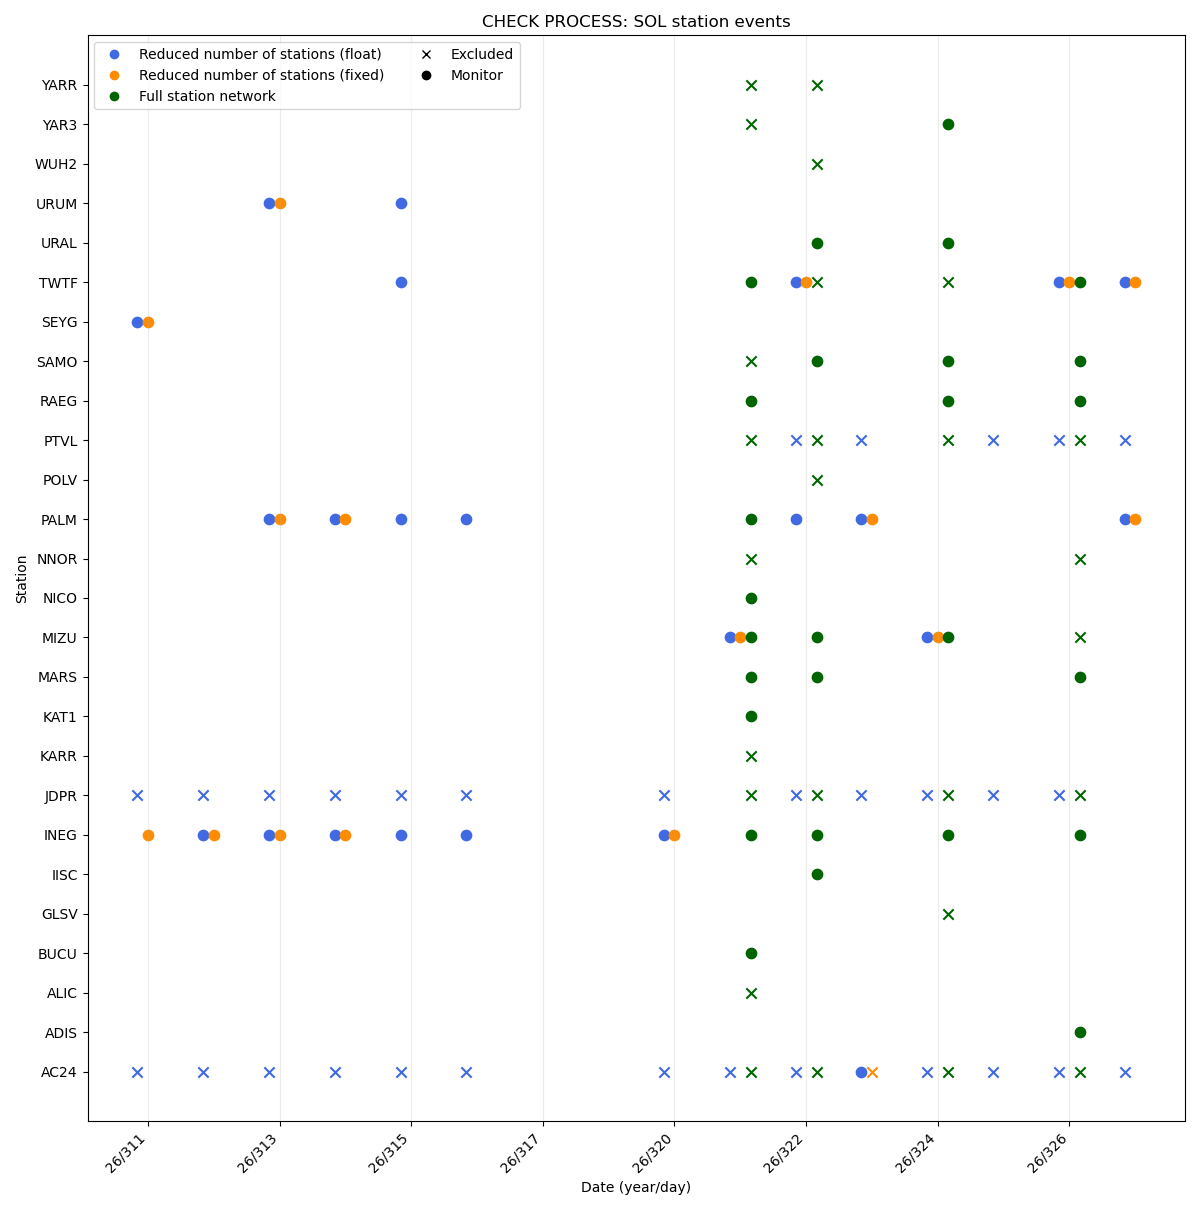 CHECK PROCESS: SOL station events
Reduced number of stations (float)
Reduced number of stations (fixed)
Full station network
Excluded
Monitor
Station
YARR
YAR3
WUH2
URUM
URAL
TWTF
SEYG
SAMO
RAEG
PTVL
POLV
PALM
NNOR
NICO
MIZU
MARS
KAT1
KARR
JDPR
INEG
IISC
GLSV
BUCU
ALIC
ADIS
AC24
26/311
26/313
26/315
26/317
26/320
26/322
26/324
26/326
Date (year/day)